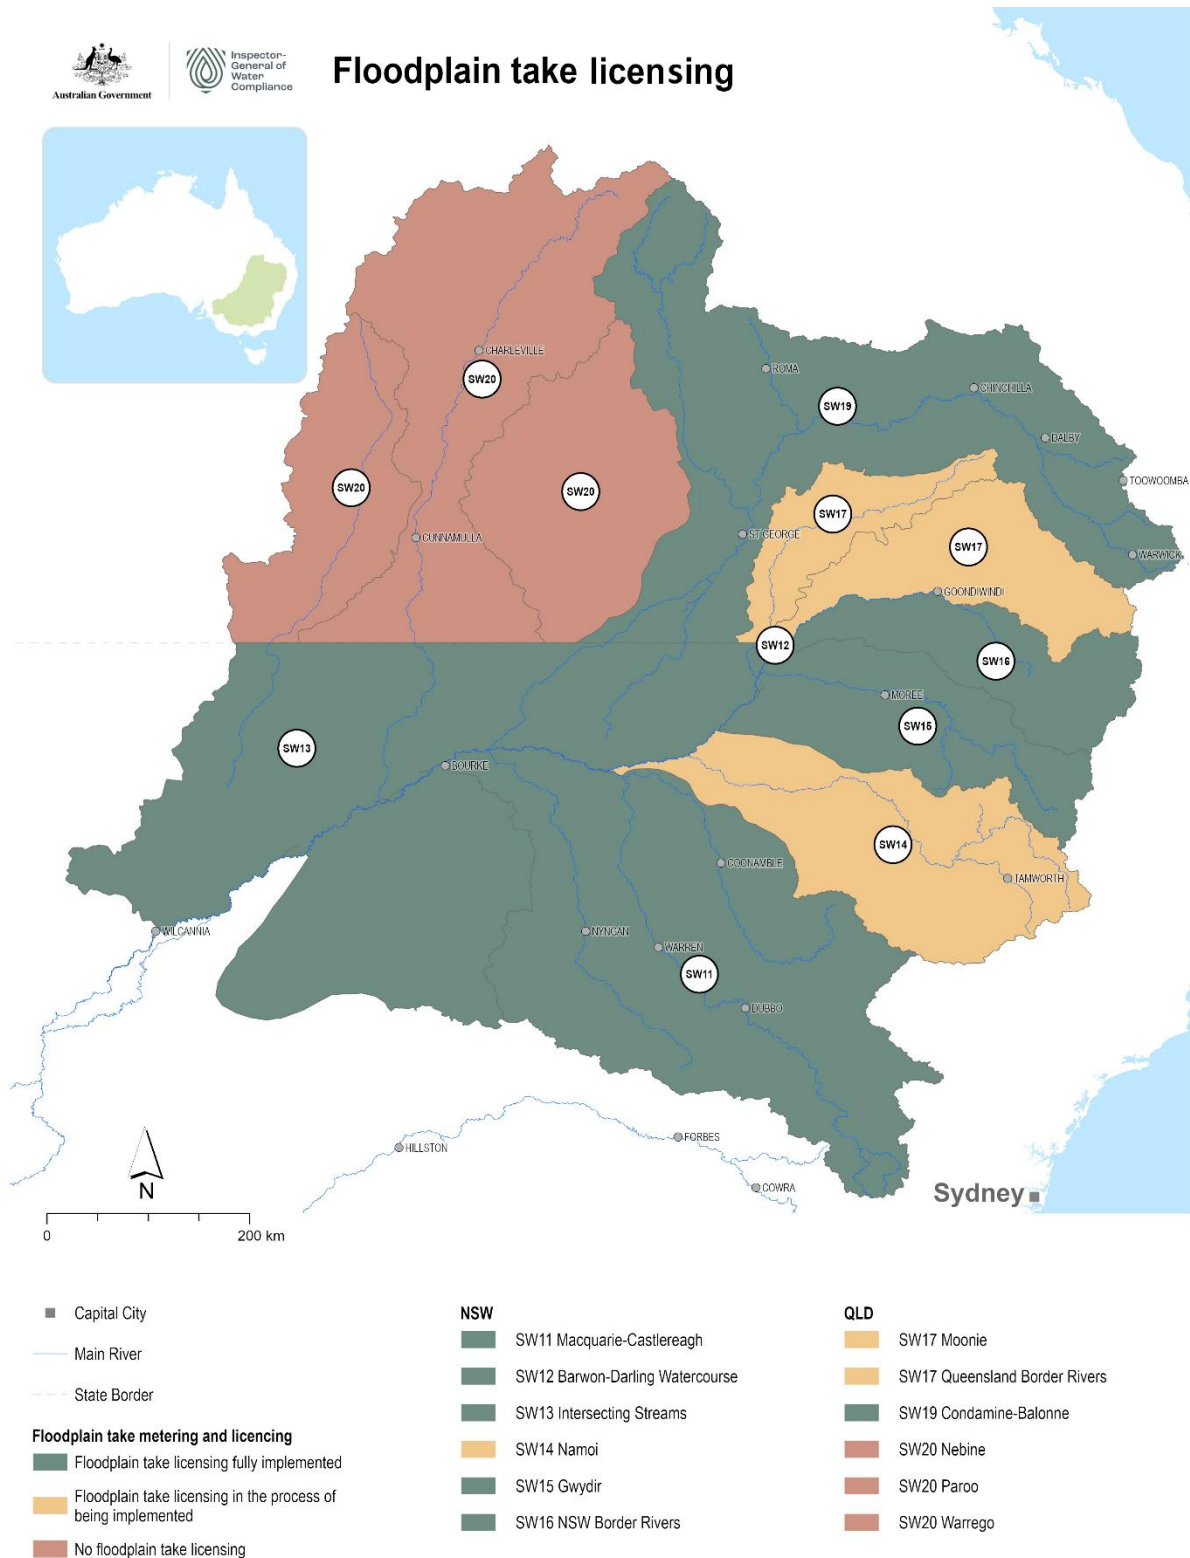 Australian Government
Inspector-
General of
Water
Compliance
Floodplain take licensing
CHARLEVILLE
SW20
ROMA
SW19
CHINCHILLA
DALBY
TOOWOOMBA
SW20
SW20
CUNNAMULLA
SW17
ST GEORGE
SW17
WARWICK
GOONDIWINDI
SW12
SW16
MOREE
SW15
SW13
BOURKE
SW14
COONAMBLE
TAMWORTH
WILCANNIA
NYNGAN
WARREN
SW11
DUBBO
FORBES
HILLSTON
COWRA
Sydney
N
0
200 km
Capital City
Main River
State Border
Floodplain take metering and licencing
Floodplain take licensing fully implemented
Floodplain take licensing in the process of
being implemented
No floodplain take licensing
NSW
SW11 Macquarie-Castlereagh
SW12 Barwon-Darling Watercourse
SW13 Intersecting Streams
SW14 Namoi
SW15 Gwydir
SW16 NSW Border Rivers
QLD
SW17 Moonie
SW17 Queensland Border Rivers
SW19 Condamine-Balonne
SW20 Nebine
SW20 Paroo
SW20 Warrego